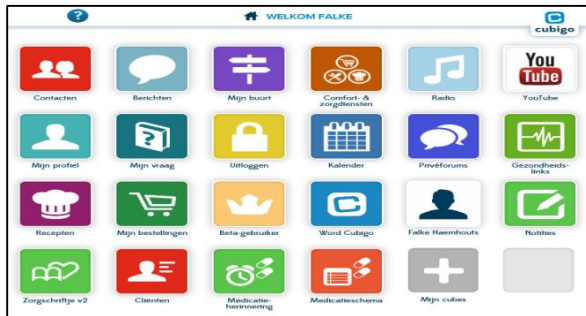 ?
WELKOM FALKE
cubigo
You
Tube
Contacten
Berichten
Mijn buurt
Comfort- &
zorgdiensten
Radio
YouTube
?
Mijn profiel
Mijn vraag
Uitloggen
Kalender
Privéforums
Gezondheids-
links
Recepten
Mijn bestellingen
Beta-gebruiker
Word Cubigo
Falke Haemhouts
Notities
Zorgschriftje v2
Cliënten
Medicatie-
herinnering
Medicatieschema
Mijn cubes